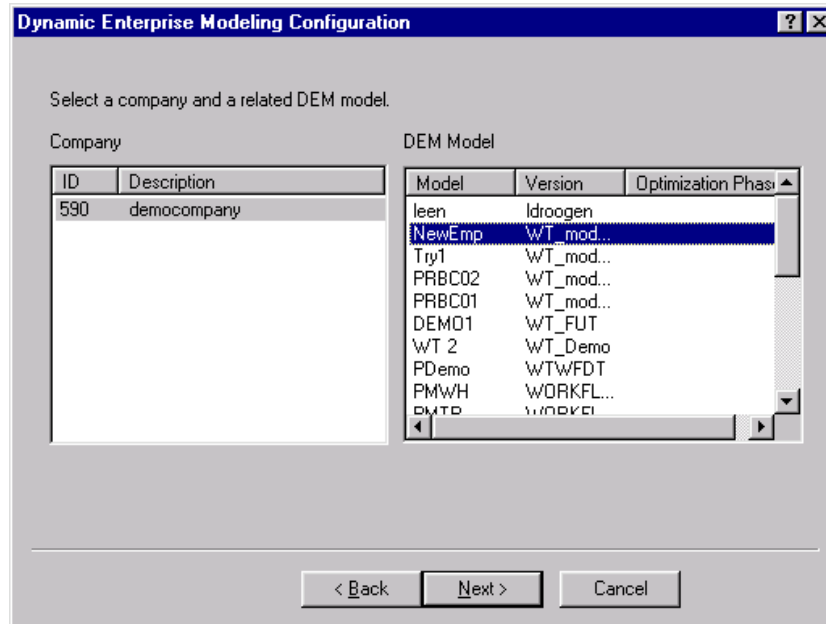 Dynamic Enterprise Modeling Configuration
Select a company and a related DEM model.
Company
DEM Model
ID Description
590 democompany
Model Version Optimization Phas
leen ldroogen
NewEmp WT_mod...
Try1 WT_mod...
PRBC02 WT_mod...
PRBC01 WT_mod...
DEMO1 WT_FUT
WT 2 WT_Demo
PDemo WTWFDT
PMWH WORKFL...
PMTP WORKFL
< Back Next > Cancel